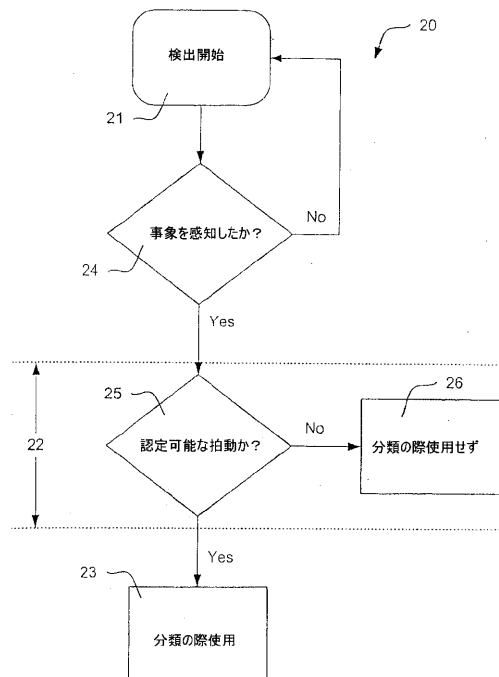 20
検出開始
21
事象を感知したか？
No
24
Yes
25
認定可能な拍動か？
No
26
分類の際使用せず
22
Yes
23
分類の際使用